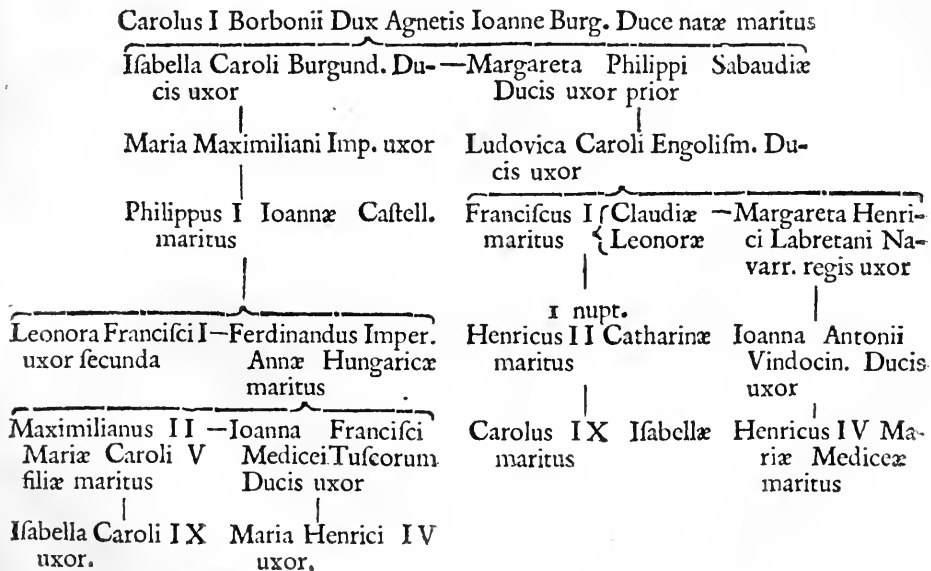 Carolus I Borbonii Dux Agnetis Ioanne Burg. Duce natæ maritus
Iſabella Caroli Burgund. Du-
cis uxor
—Margareta Philippi Sabaudiæ
Ducis uxor prior
Maria Maximiliani Imp. uxor
Ludovica Caroli Engoliſm. Du-
cis uxor
Philippus I Ioannæ Caſtell.
maritus
Franciſcus I { Claudiæ
maritus { Leonoræ
—Margareta Henri-
ci Labretani Na-
varr. regis uxor
Leonora Franciſci I
uxor ſecunda
—Ferdinandus Imper.
Annæ Hungaricæ
maritus
1 nupt.
Henricus II Catharinæ
maritus
Ioanna Antonii
Vindocin. Ducis
uxor
Maximilianus II
Mariæ Caroli V
filiæ maritus
—Ioanna Franciſci
Medicei Tuſcorum
Ducis uxor
Carolus IX Iſabellæ
maritus
Henricus IV Ma-
riæ Mediceæ
maritus
Iſabella Caroli IX
uxor.
Maria Henrici IV
uxor.